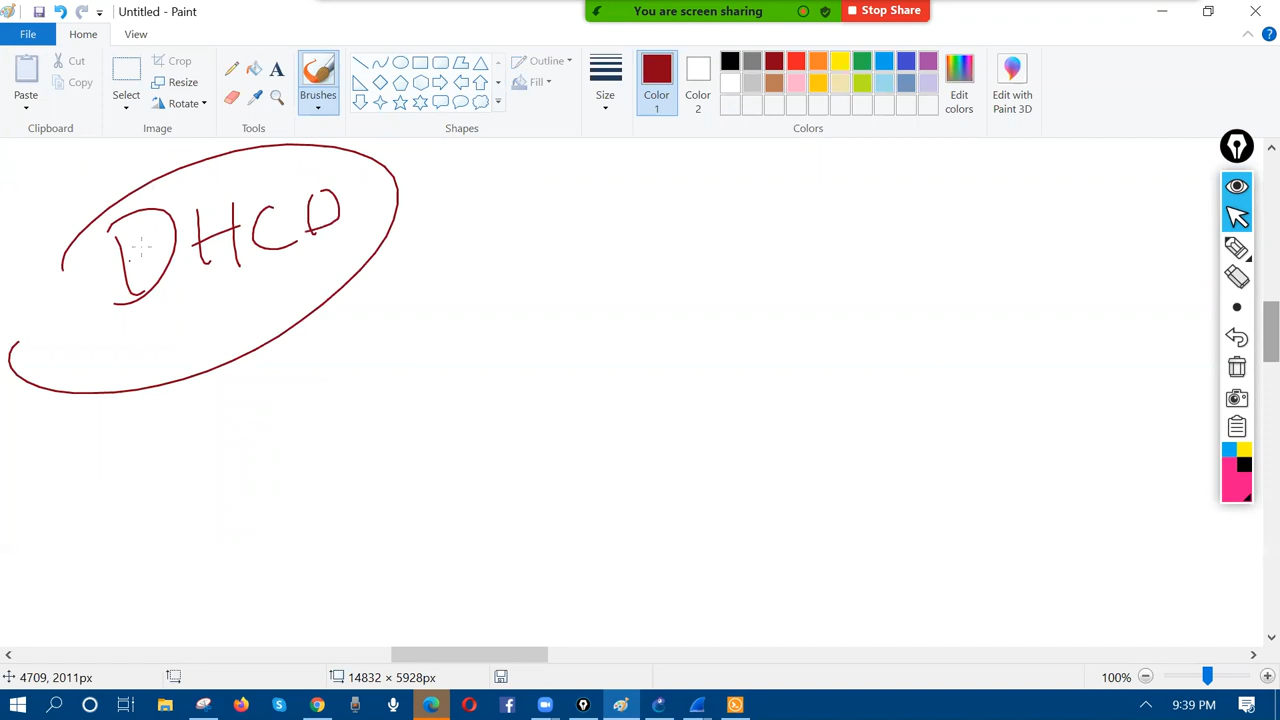 Untitled - Paint
You are screen sharing
Stop Share
File
Home
View
Paste
Cut
Copy
Clipboard
Select
Crop
Resize
Rotate
Image
A
Tools
Brushes
Outline
Fill
Shapes
Size
Color 1
Color 2
Edit colors
Colors
Edit with Paint 3D
DHCD
4709, 2011px
14832 × 5928px
100%
9:39 PM